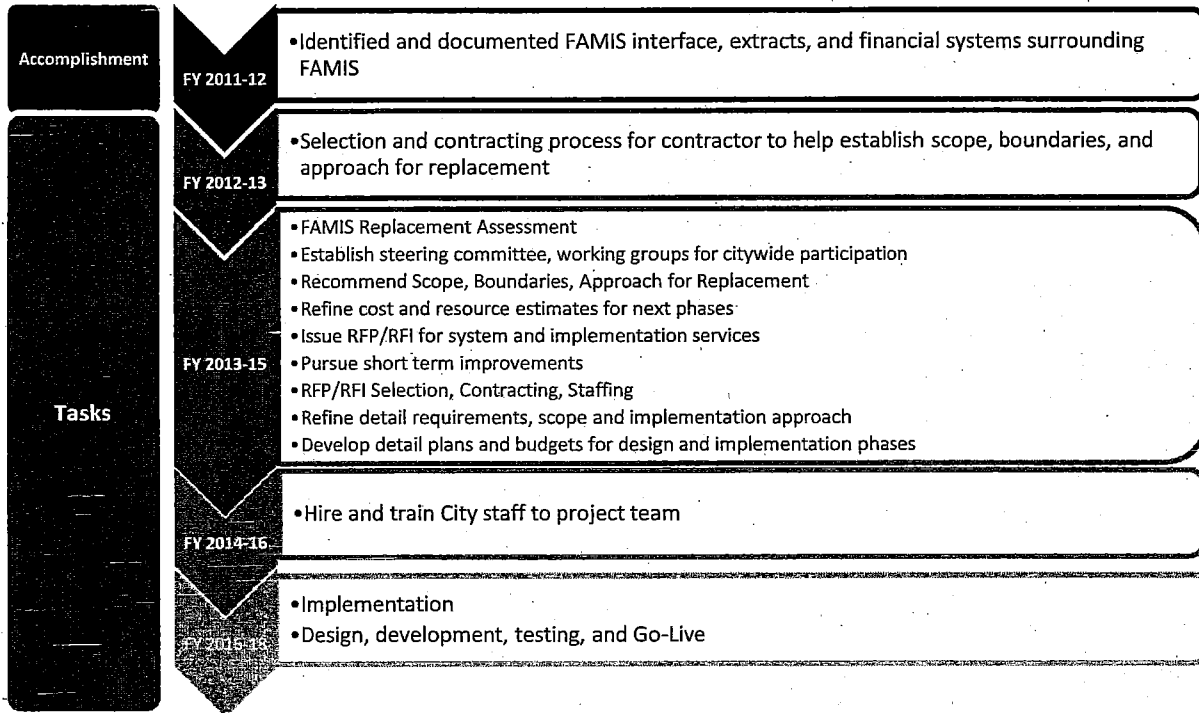 Accomplishment
FY 2011-12
•Identified and documented FAMIS interface, extracts, and financial systems surrounding
FAMIS
Tasks
FY 2012-13
•Selection and contracting process for contractor to help establish scope, boundaries, and
approach for replacement
FY 2013-15
•FAMIS Replacement Assessment
•Establish steering committee, working groups for citywide participation
•Recommend Scope, Boundaries, Approach for Replacement
•Refine cost and resource estimates for next phases
•Issue RFP/RFI for system and implementation services
•Pursue short term improvements
•RFP/RFI Selection, Contracting, Staffing
•Refine detail requirements, scope and implementation approach
•Develop detail plans and budgets for design and implementation phases
FY 2014-16
•Hire and train City staff to project team
•Implementation
•Design, development, testing, and Go-Live